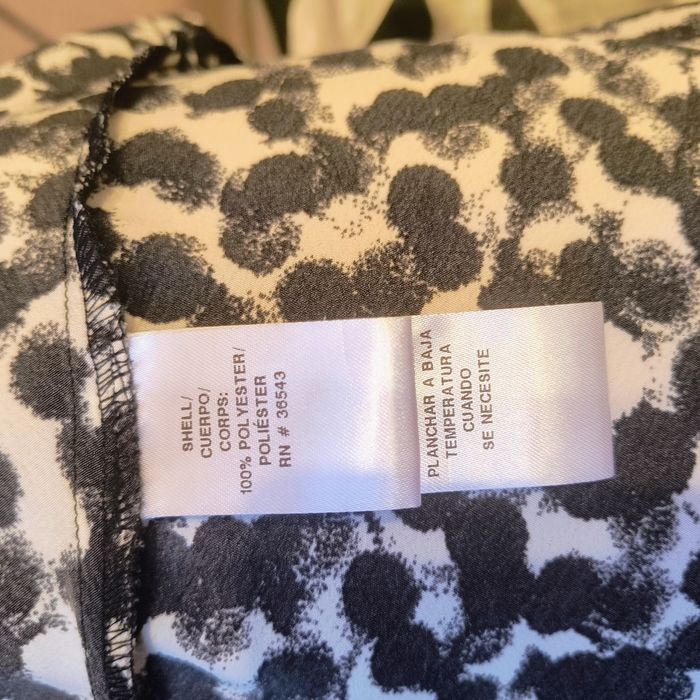 SHELL/
CUERPO/
CORPS:
100% POLYESTER/
POLIÉSTER
RN # 36543
PLANCHAR A BAJA
TEMPERATURA
CUANDO
SE NECESITE